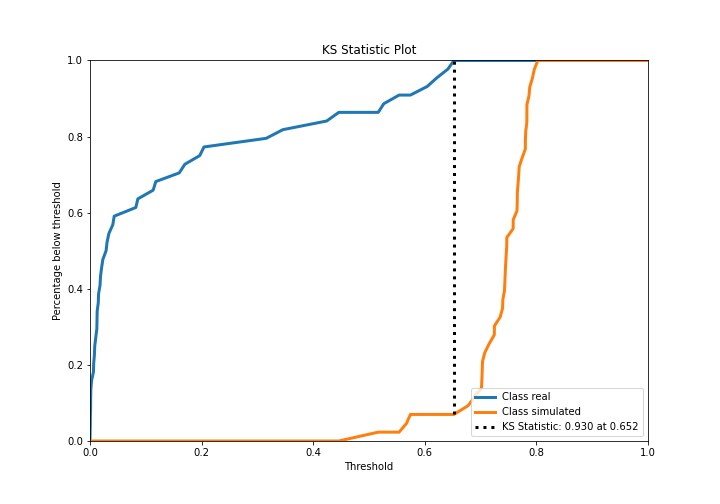 KS Statistic Plot
1.0
0.8
0.6
0.4
0.2
0.0
Percentage below threshold
0.0 0.2 0.4 0.6 0.8 1.0
Threshold
Class real
Class simulated
KS Statistic: 0.930 at 0.652